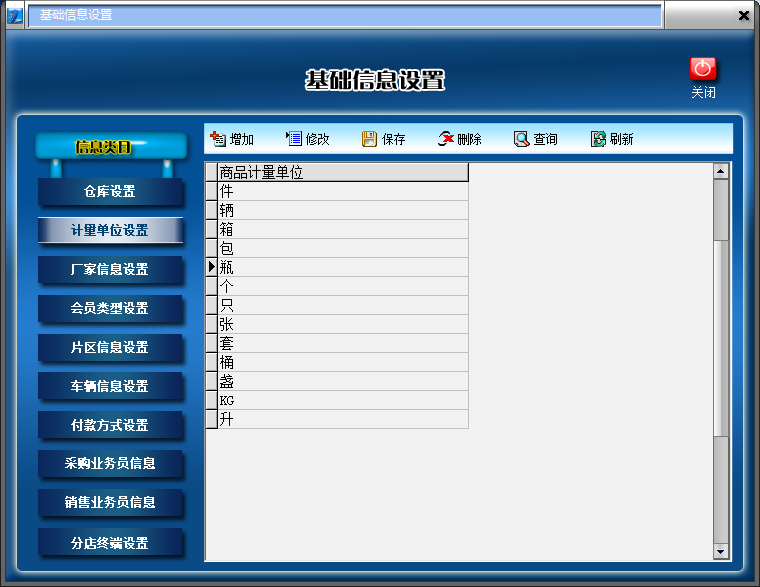 基础信息设置
基础信息设置
关闭
信息类目
增加 修改 保存 删除 查询 刷新
仓库设置
计量单位设置
厂家信息设置
会员类型设置
片区信息设置
车辆信息设置
付款方式设置
采购业务员信息
销售业务员信息
分店终端设置
商品计量单位
件
辆
箱
包
瓶
个
只
张
套
桶
盏
KG
升